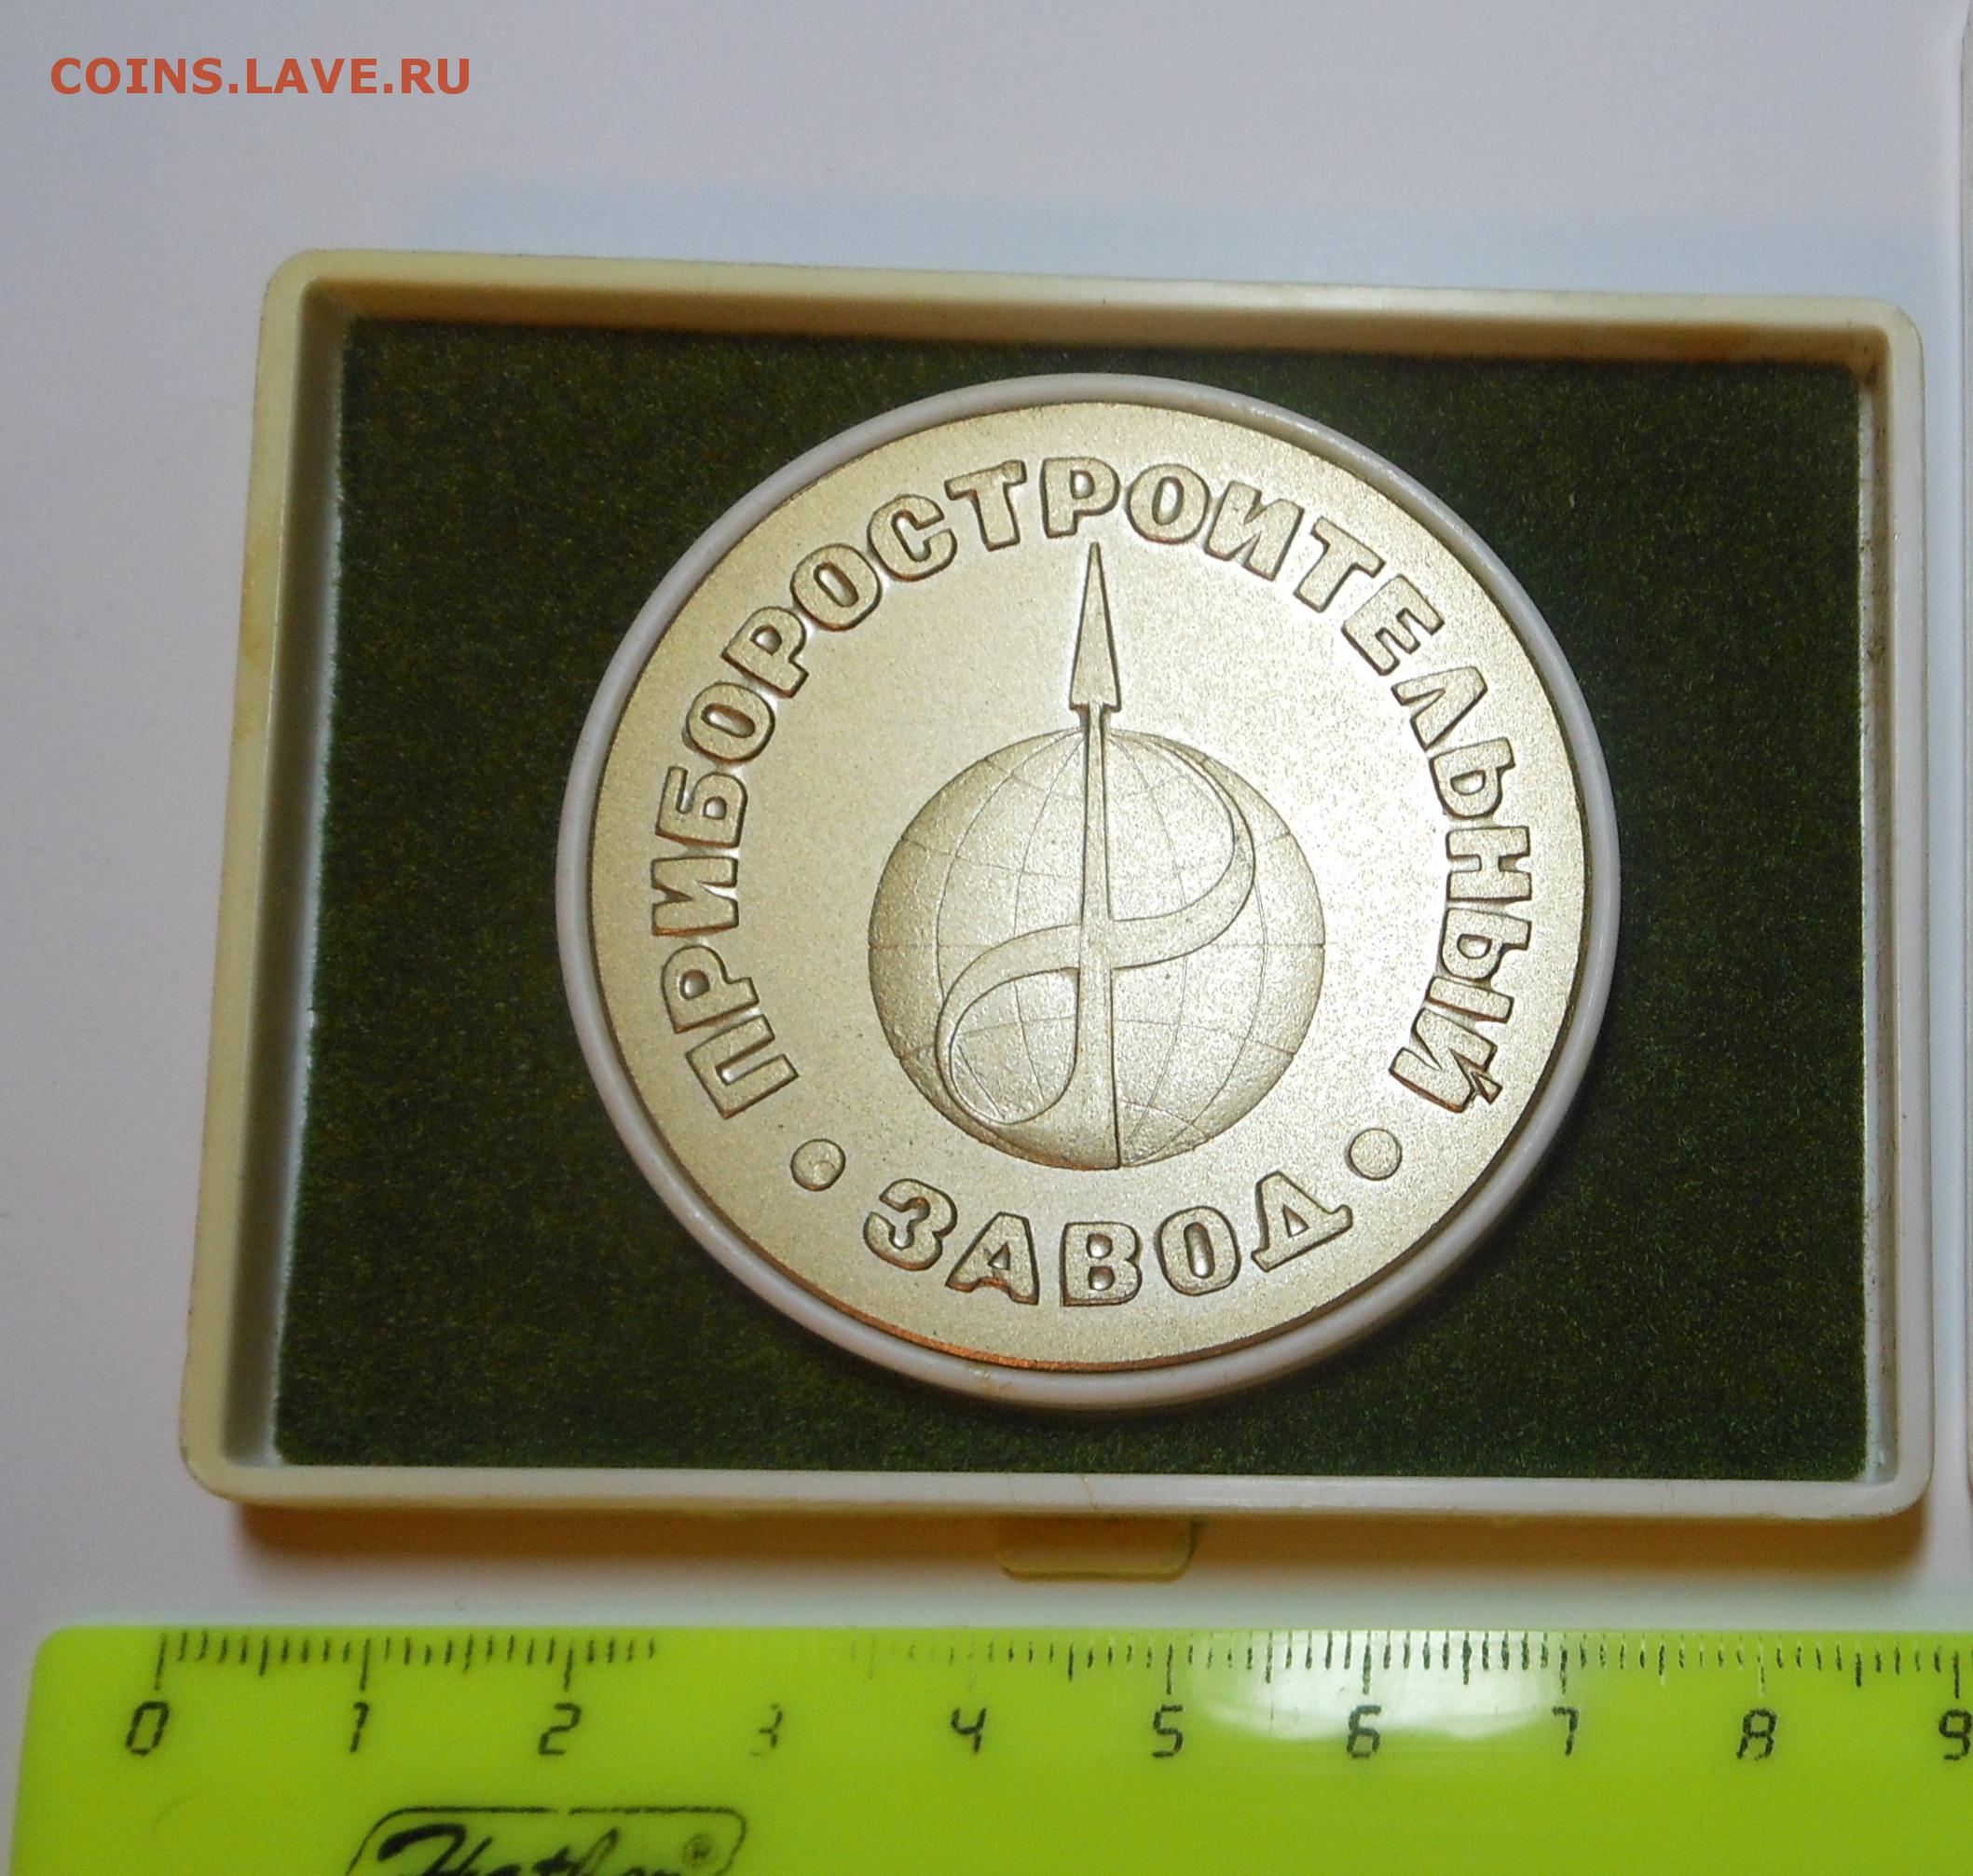 COINS.LAVE.RU
ПРИБОРОСТРОИТЕЛЬНЫЙ
• ЗАВОД •
0 1 2 3 4 5 6 7 8 9